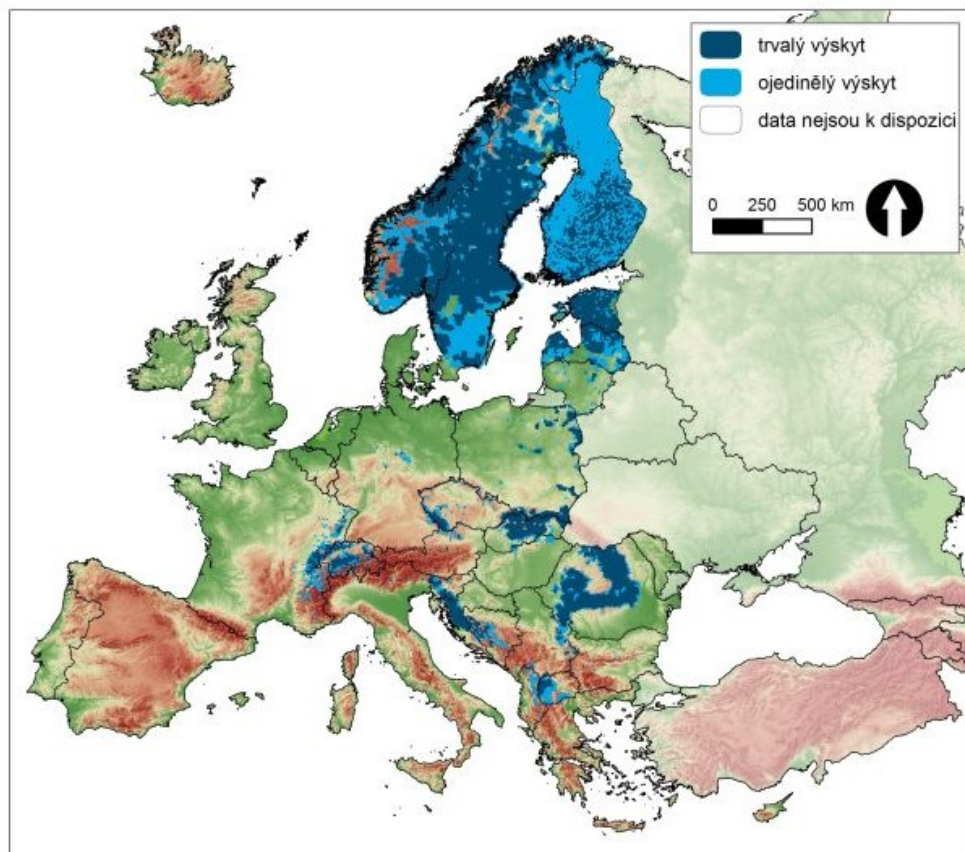 trvalý výskyt
ojedinělý výskyt
data nejsou k dispozici
0 250 500 km